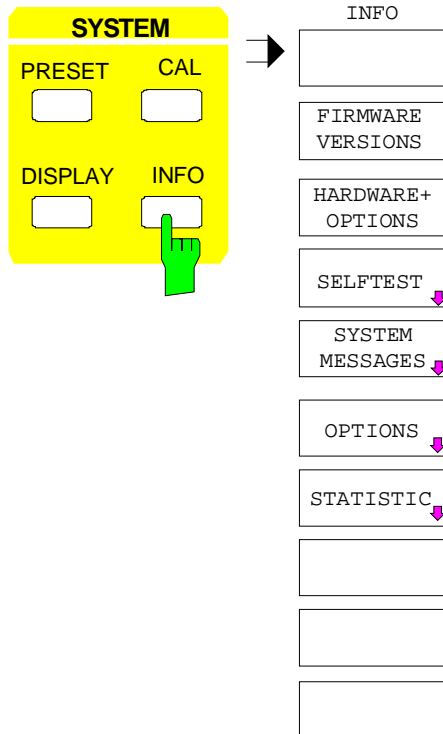 SYSTEM
PRESET
CAL
DISPLAY
INFO
INFO
FIRMWARE
VERSIONS
HARDWARE+
OPTIONS
SELFTEST
SYSTEM
MESSAGES
OPTIONS
STATISTIC